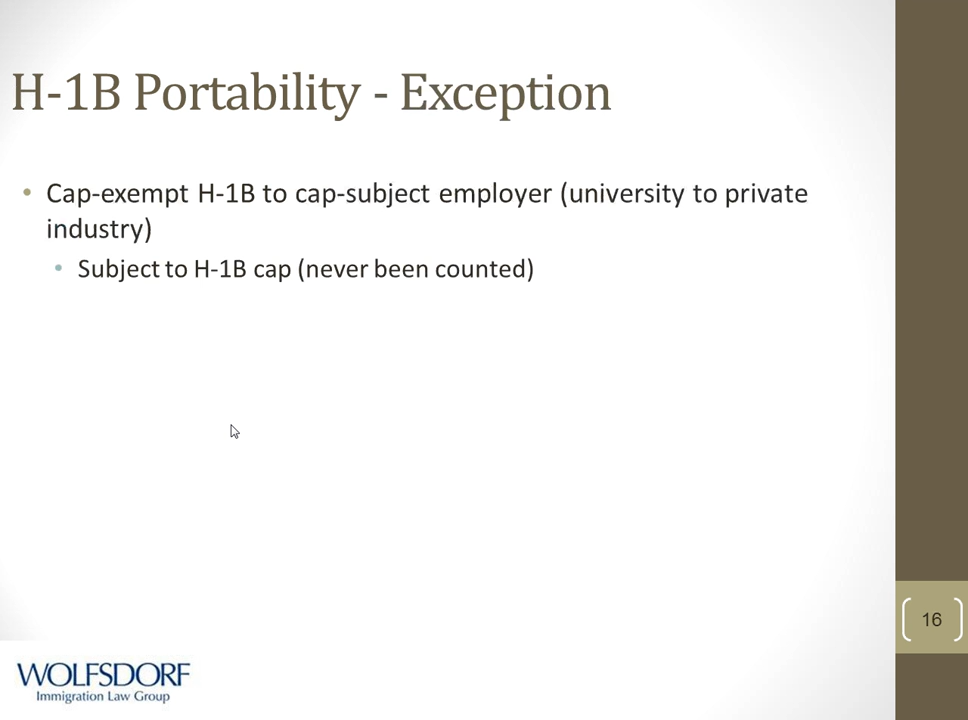 H-1B Portability - Exception
• Cap-exempt H-1B to cap-subject employer (university to private
industry)
• Subject to H-1B cap (never been counted)
16
WOLFSDORF
Immigration Law Group